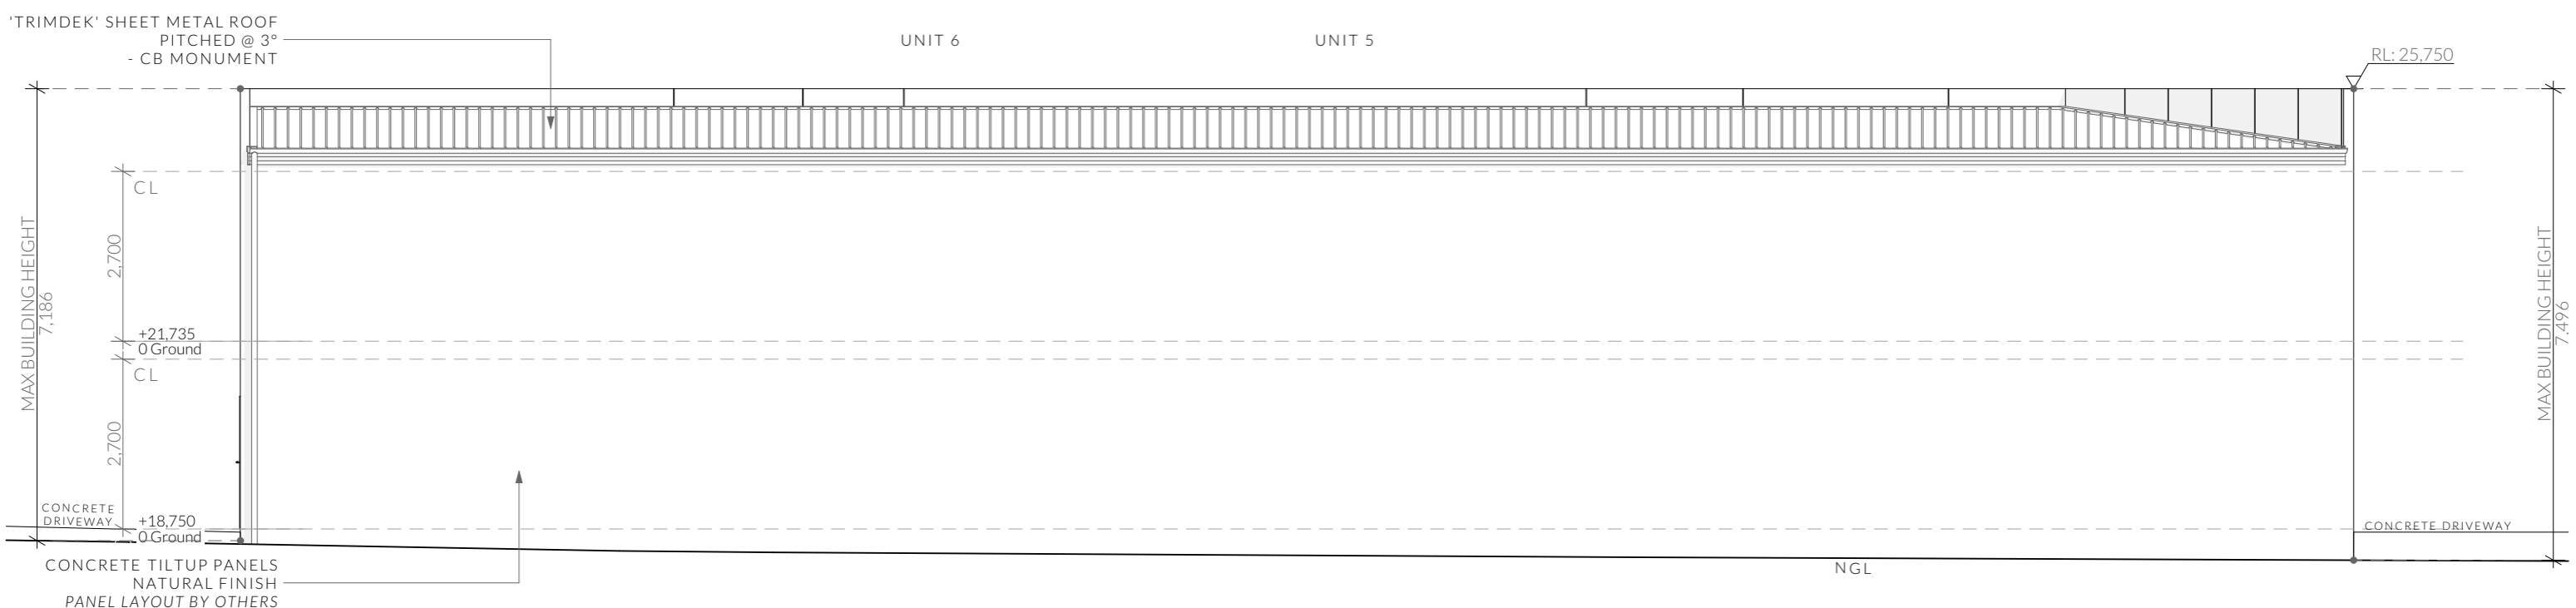 'TRIMDEK' SHEET METAL ROOF
PITCHED @ 3°
- CB MONUMENT
UNIT 6
UNIT 5
RL: 25,750
CL
2,700
MAX BUILDING HEIGHT
7,186
+21,735
0 Ground
CL
2,700
MAX BUILDING HEIGHT
7,496
CONCRETE
DRIVEWAY
+18,750
0 Ground
CONCRETE DRIVEWAY
CONCRETE TILTUP PANELS
NATURAL FINISH
PANEL LAYOUT BY OTHERS
NGL